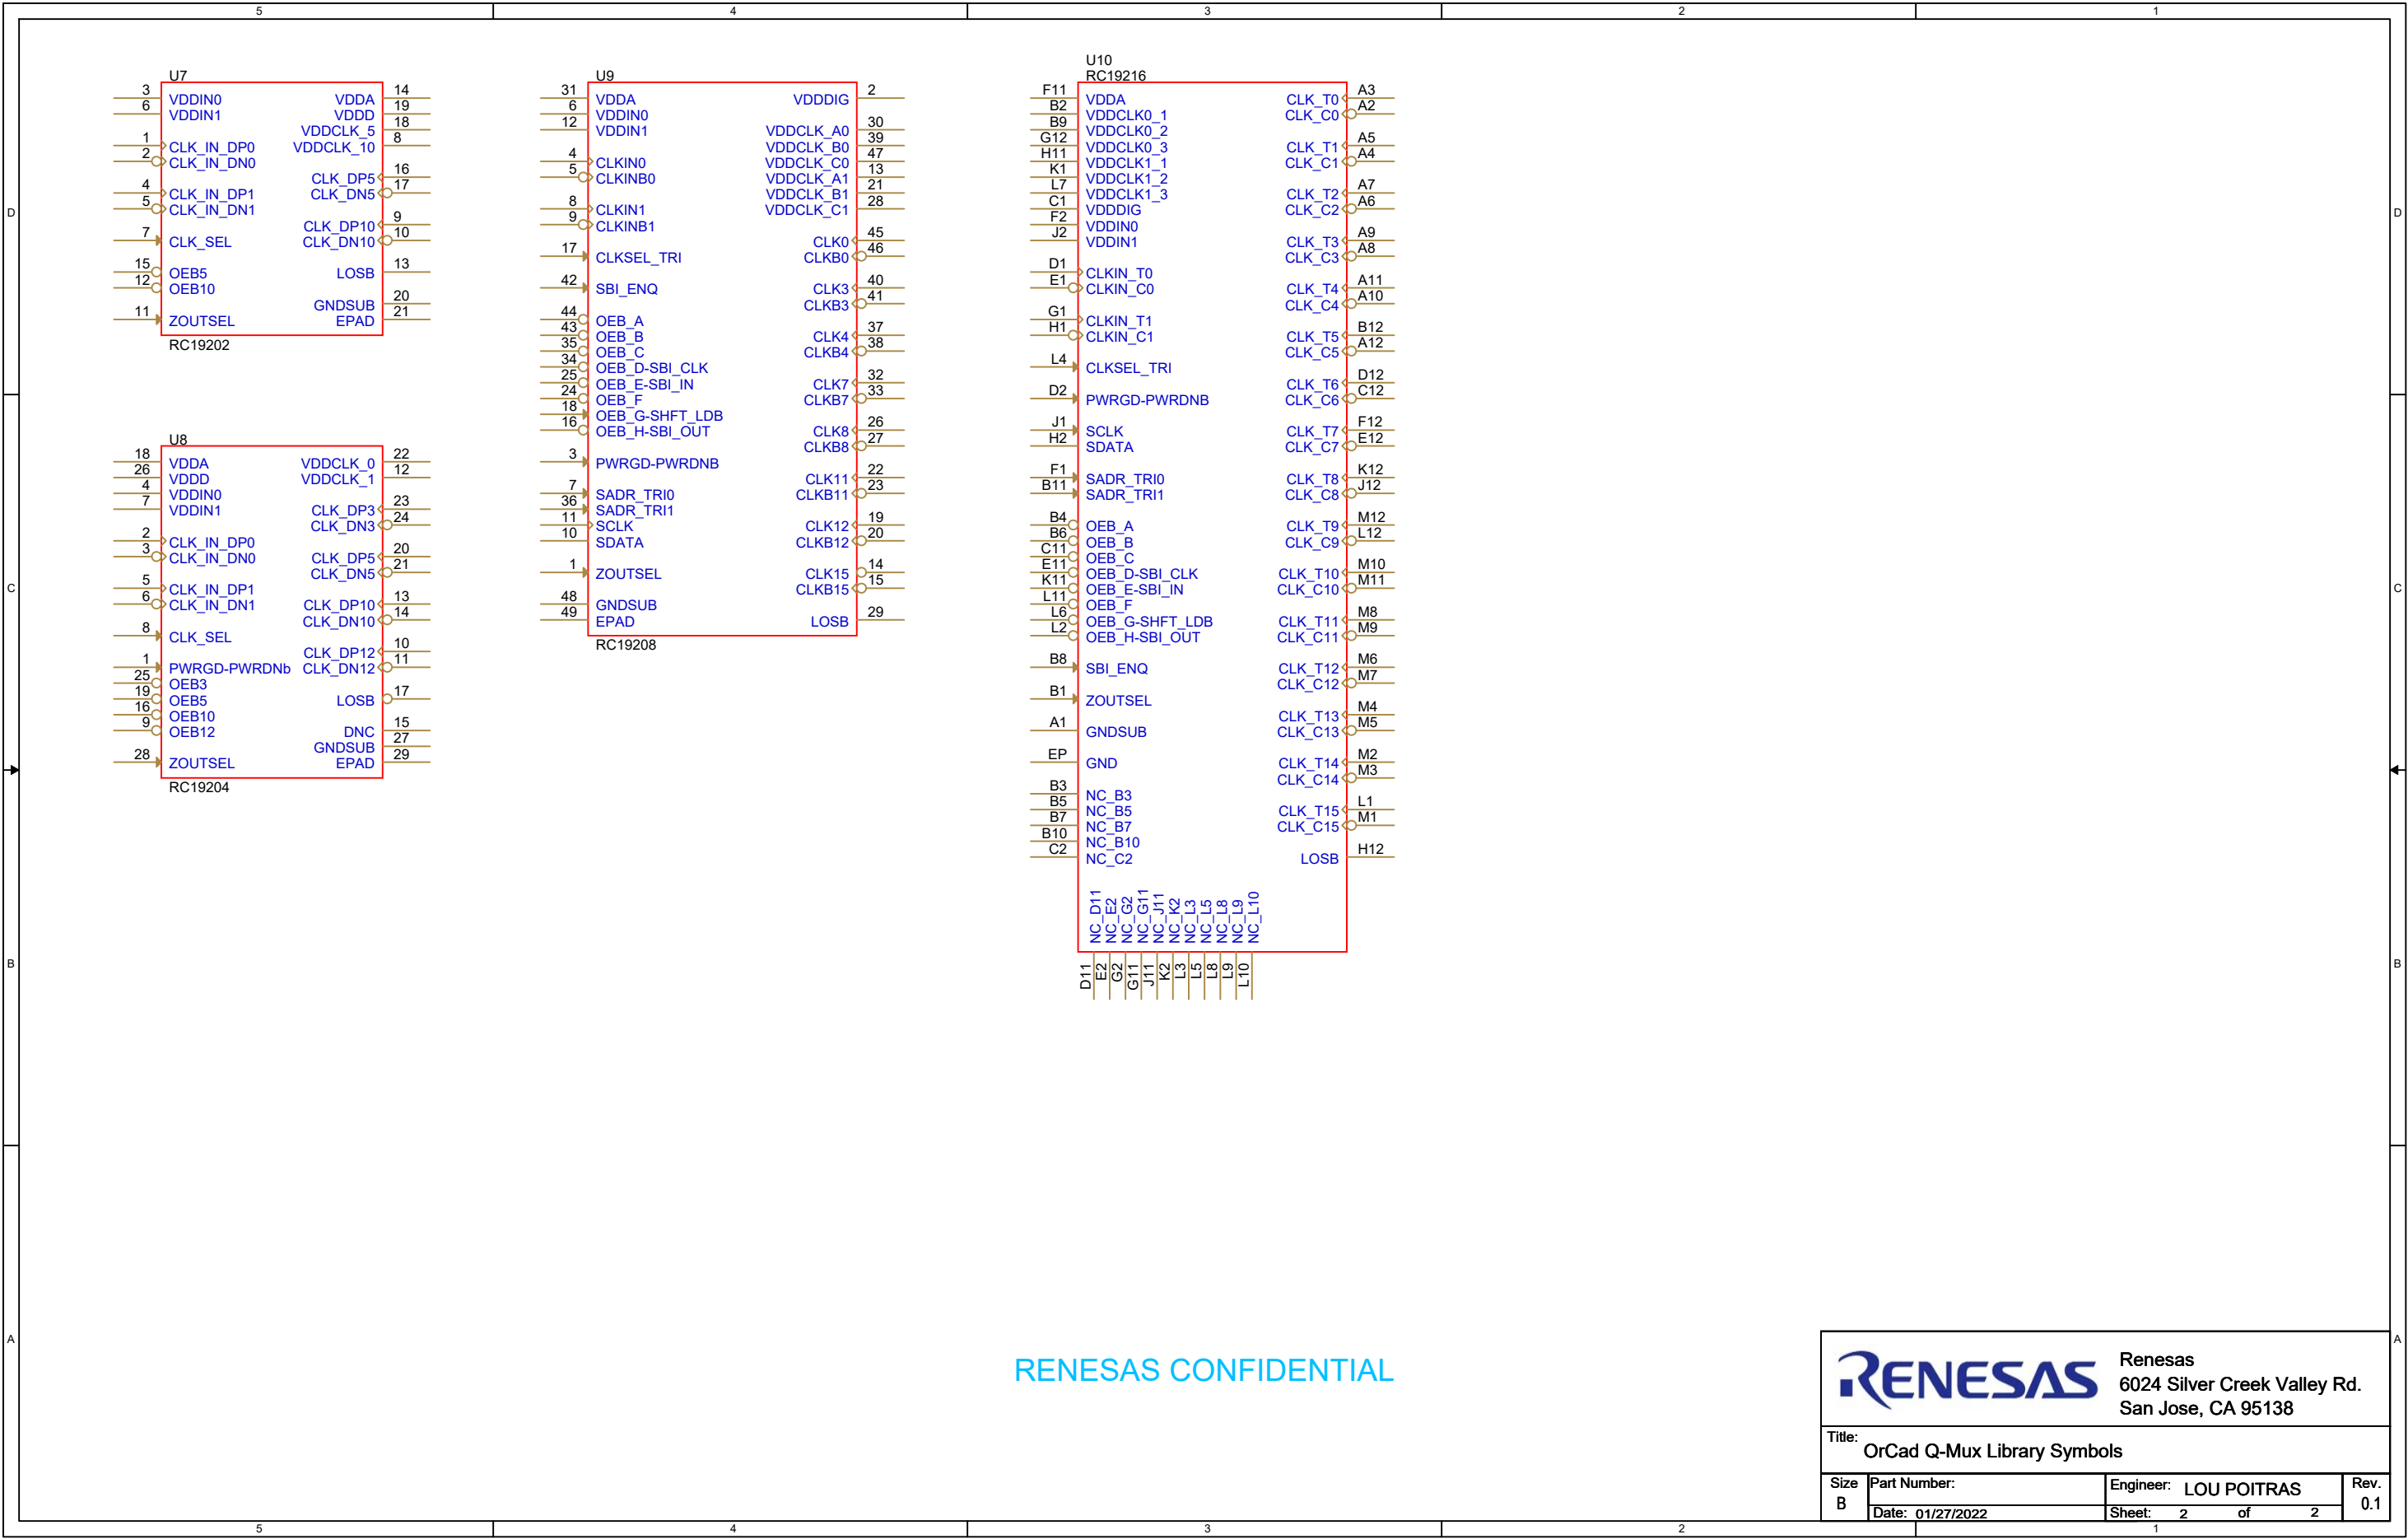 5 4 3 2 1
D
C
B
A
D
C
B
A
U7
3 VDDIN0
6 VDDIN1
1 CLK_IN_DP0
2 CLK_IN_DN0
4 CLK_IN_DP1
5 CLK_IN_DN1
7 CLK_SEL
15 OEB5
12 OEB10
11 ZOUTSEL
VDDA 14
VDDD 19
VDDCLK_5 18
VDDCLK_10 8
CLK_DP5 16
CLK_DN5 17
CLK_DP10 9
CLK_DN10 10
LOSB 13
GNDSUB 20
EPAD 21
RC19202
U8
18 VDDA
26 VDDD
4 VDDIN0
7 VDDIN1
2 CLK_IN_DP0
3 CLK_IN_DN0
5 CLK_IN_DP1
6 CLK_IN_DN1
8 CLK_SEL
1 PWRGD-PWRDNb
25 OEB3
19 OEB5
16 OEB10
9 OEB12
28 ZOUTSEL
VDDCLK_0 22
VDDCLK_1 12
CLK_DP3 23
CLK_DN3 24
CLK_DP5 20
CLK_DN5 21
CLK_DP10 13
CLK_DN10 14
CLK_DP12 10
CLK_DN12 11
LOSB 17
DNC 15
GNDSUB 27
EPAD 29
RC19204
U9
31 VDDA
6 VDDIN0
12 VDDIN1
4 CLKIN0
5 CLKINB0
8 CLKIN1
9 CLKINB1
17 CLKSEL_TRI
42 SBI_ENQ
44 OEB_A
43 OEB_B
35 OEB_C
34 OEB_D-SBI_CLK
25 OEB_E-SBI_IN
24 OEB_F
18 OEB_G-SHFT_LDB
16 OEB_H-SBI_OUT
3 PWRGD-PWRDNB
7 SADR_TRI0
36 SADR_TRI1
11 SCLK
10 SDATA
1 ZOUTSEL
48 GNDSUB
49 EPAD
VDDDIG 2
VDDCLK_A0 30
VDDCLK_B0 39
VDDCLK_C0 47
VDDCLK_A1 13
VDDCLK_B1 21
VDDCLK_C1 28
CLK0 45
CLKB0 46
CLK3 40
CLKB3 41
CLK4 37
CLKB4 38
CLK7 32
CLKB7 33
CLK8 26
CLKB8 27
CLK11 22
CLKB11 23
CLK12 19
CLKB12 20
CLK15 14
CLKB15 15
LOSB 29
RC19208
U10
RC19216
F11 VDDA
B2 VDDCLK0_1
B9 VDDCLK0_2
G12 VDDCLK0_3
H11 VDDCLK1_1
K1 VDDCLK1_2
L7 VDDCLK1_3
C1 VDDDIG
F2 VDDIN0
J2 VDDIN1
D1 CLKIN_T0
E1 CLKIN_C0
G1 CLKIN_T1
H1 CLKIN_C1
L4 CLKSEL_TRI
D2 PWRGD-PWRDNB
J1 SCLK
H2 SDATA
F1 SADR_TRI0
B11 SADR_TRI1
B4 OEB_A
B6 OEB_B
C11 OEB_C
E11 OEB_D-SBI_CLK
K11 OEB_E-SBI_IN
L11 OEB_F
L6 OEB_G-SHFT_LDB
L2 OEB_H-SBI_OUT
B8 SBI_ENQ
B1 ZOUTSEL
A1 GNDSUB
EP GND
B3 NC_B3
B5 NC_B5
B7 NC_B7
B10 NC_B10
C2 NC_C2
CLK_T0 A3
CLK_C0 A2
CLK_T1 A5
CLK_C1 A4
CLK_T2 A7
CLK_C2 A6
CLK_T3 A9
CLK_C3 A8
CLK_T4 A11
CLK_C4 A10
CLK_T5 B12
CLK_C5 A12
CLK_T6 D12
CLK_C6 C12
CLK_T7 F12
CLK_C7 E12
CLK_T8 K12
CLK_C8 J12
CLK_T9 M12
CLK_C9 L12
CLK_T10 M10
CLK_C10 M11
CLK_T11 M8
CLK_C11 M9
CLK_T12 M6
CLK_C12 M7
CLK_T13 M4
CLK_C13 M5
CLK_T14 M2
CLK_C14 M3
CLK_T15 L1
CLK_C15 M1
LOSB H12
NC_D11 NC_E2 NC_G2 NC_G11 NC_J11 NC_K2 NC_L3 NC_L5 NC_L8 NC_L9 NC_L10
D11 E2 G2 G11 J11 K2 L3 L5 L8 L9 L10
RENESAS CONFIDENTIAL
RENESAS
Renesas
6024 Silver Creek Valley Rd.
San Jose, CA 95138
Title:
OrCad Q-Mux Library Symbols
Size
B
Part Number:
Date: 01/27/2022
Engineer: LOU POITRAS
Sheet: 2 of 2
Rev.
0.1
5 4 3 2 1